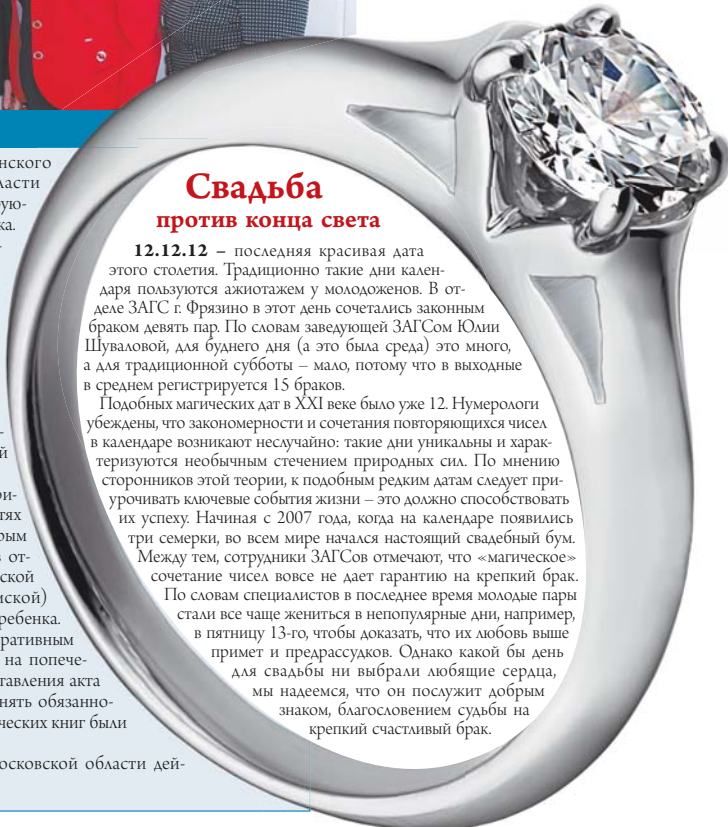 нского
ласти
ую-
ка.
-
й
ри-
тях
рым
от-
ской
ской)
ребенка.
ративным
на попече-
тавления акта
нять обязанно-
ческих книг были
осковской области дей-
Свадьба
против конца света
12.12.12 – последняя красивая дата
этого столетия. Традиционно такие дни кален-
даря пользуются ажиотажем у молодоженов. В от-
деле ЗАГС г. Фрязино в этот день сочетались законным
браком девять пар. По словам заведующей ЗАГСом Юлии
Шуваловой, для буднего дня (а это была среда) это много,
а для традиционной субботы – мало, потому что в выходные
в среднем регистрируется 15 браков.
Подобных магических дат в XXI веке было уже 12. Нумерологи
убеждены, что закономерности и сочетания повторяющихся чисел
в календаре возникают неслучайно: такие дни уникальны и харак-
теризуются необычным стечением природных сил. По мнению
сторонников этой теории, к подобным редким датам следует при-
урочивать ключевые события жизни – это должно способствовать
их успеху. Начиная с 2007 года, когда на календаре появились
три семерки, во всем мире начался настоящий свадебный бум.
Между тем, сотрудники ЗАГСов отмечают, что «магическое»
сочетание чисел вовсе не дает гарантию на крепкий брак.
По словам специалистов в последнее время молодые пары
стали все чаще жениться в непопулярные дни, например,
в пятницу 13-го, чтобы доказать, что их любовь выше
примет и предрассудков. Однако какой бы день
для свадьбы ни выбрали любящие сердца,
мы надеемся, что он послужит добрым
знаком, благословением судьбы на
крепкий счастливый брак.